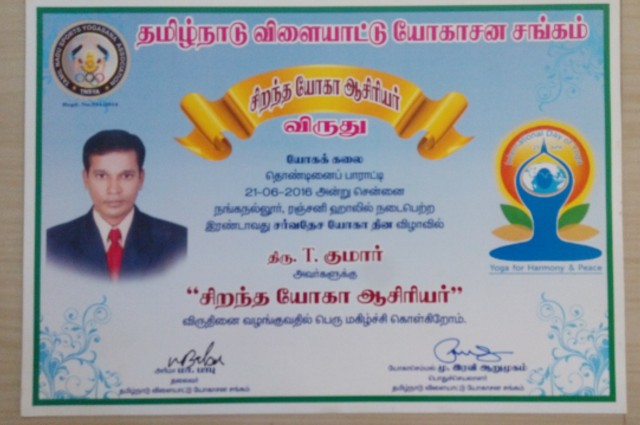 தமிழ்நாடு விளையாட்டு யோகாசன சங்கம்
TAMIL NADU SPORTS YOGASANA ASSOCIATION
TNSYA
சிறந்த யோகா ஆசிரியர்
விருது
International Day of Yoga
யோகக் கலை
தொண்டினைப் பாராட்டி
21-06-2016 அன்று சென்னை
நங்கநல்லூர், ரஞ்சனி ஹாலில் நடைபெற்ற
இரண்டாவது சர்வதேச யோகா தின விழாவில்
Yoga for Harmony & Peace
திரு. T. குமார்
அவர்களுக்கு
“சிறந்த யோகா ஆசிரியர்”
விருதினை வழங்குவதில் பெரு மகிழ்ச்சி கொள்கிறோம்.
பாபு
தலைவர்
தமிழ்நாடு விளையாட்டு யோகாசன சங்கம்
மு. இரவி ஆறுமுகம்
பொதுச்செயலாளர்
தமிழ்நாடு விளையாட்டு யோகாசன சங்கம்